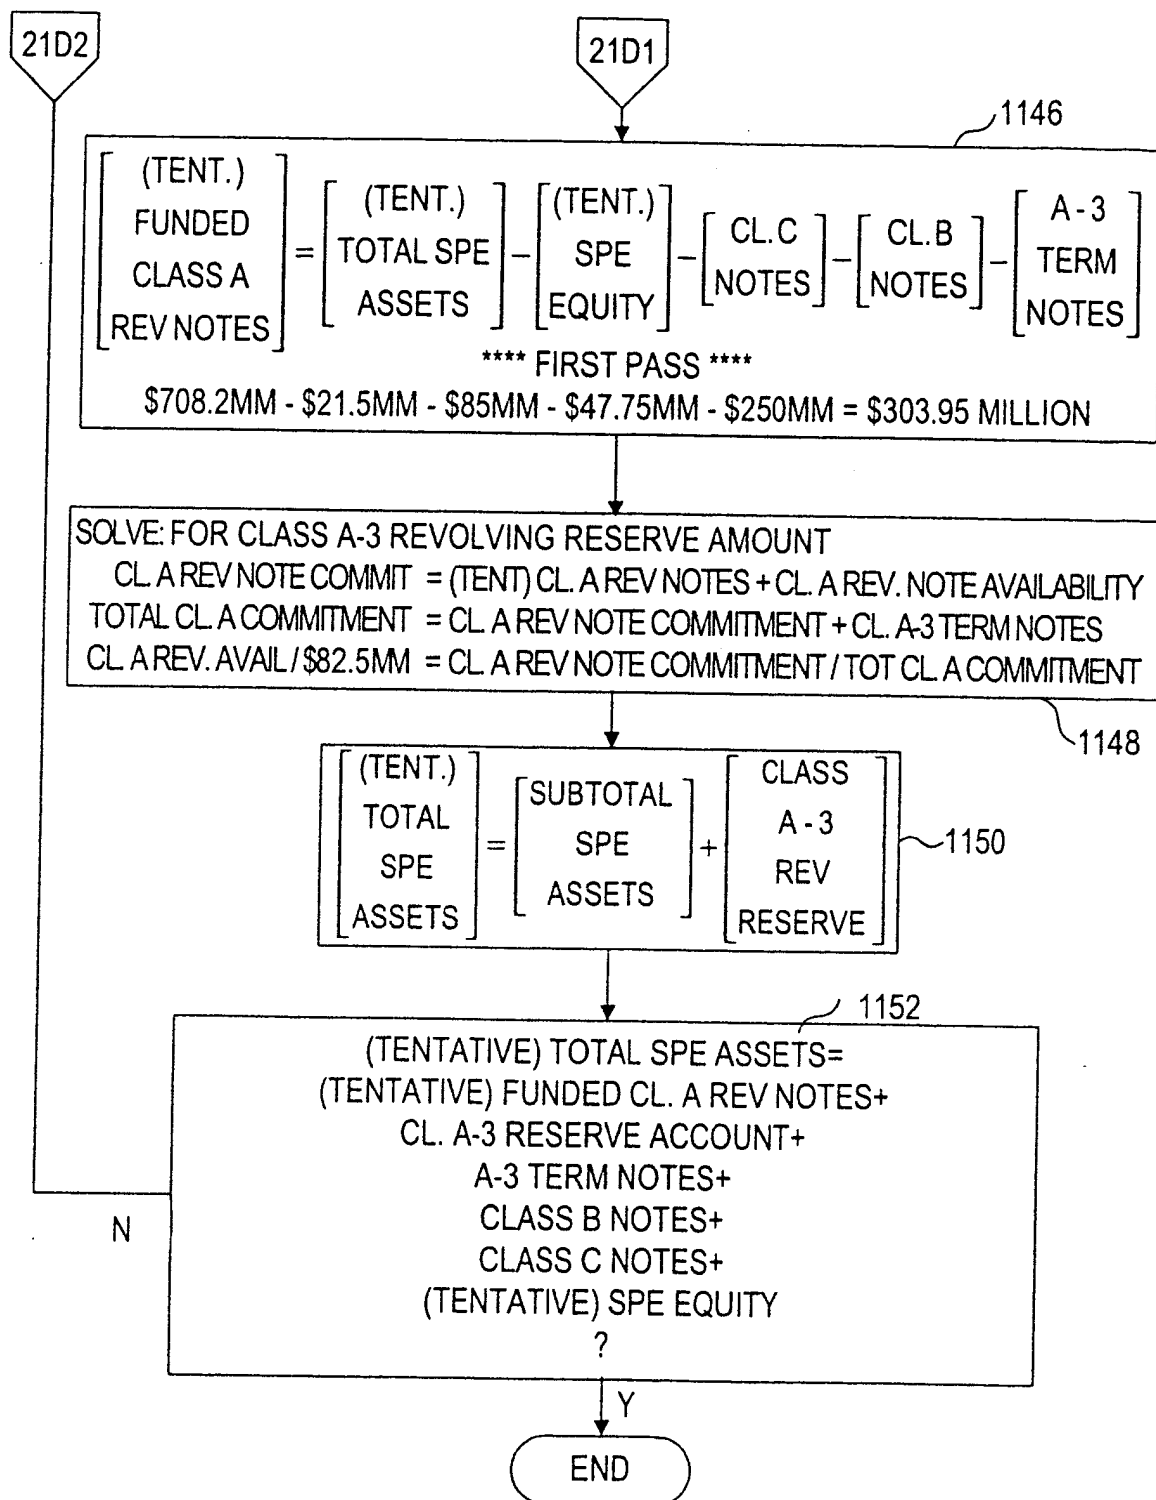 21D2
21D1
1146
(TENT.)
FUNDED
CLASS A
REV NOTES
=
(TENT.)
TOTAL SPE
ASSETS
-
(TENT.)
SPE
EQUITY
-
CL.C
NOTES
-
CL.B
NOTES
-
A-3
TERM
NOTES
**** FIRST PASS ****
$708.2MM - $21.5MM - $85MM - $47.75MM - $250MM = $303.95 MILLION
SOLVE: FOR CLASS A-3 REVOLVING RESERVE AMOUNT
CL. A REV NOTE COMMIT = (TENT) CL. A REV NOTES + CL. A REV. NOTE AVAILABILITY
TOTAL CL. A COMMITMENT = CL. A REV NOTE COMMITMENT + CL. A-3 TERM NOTES
CL. A REV. AVAIL / $82.5MM = CL. A REV NOTE COMMITMENT / TOT CL. A COMMITMENT
1148
(TENT.)
TOTAL
SPE
ASSETS
=
SUBTOTAL
SPE
ASSETS
+
CLASS
A-3
REV
RESERVE
1150
1152
(TENTATIVE) TOTAL SPE ASSETS=
(TENTATIVE) FUNDED CL. A REV NOTES+
CL. A-3 RESERVE ACCOUNT+
A-3 TERM NOTES+
CLASS B NOTES+
CLASS C NOTES+
(TENTATIVE) SPE EQUITY
?
N
Y
END